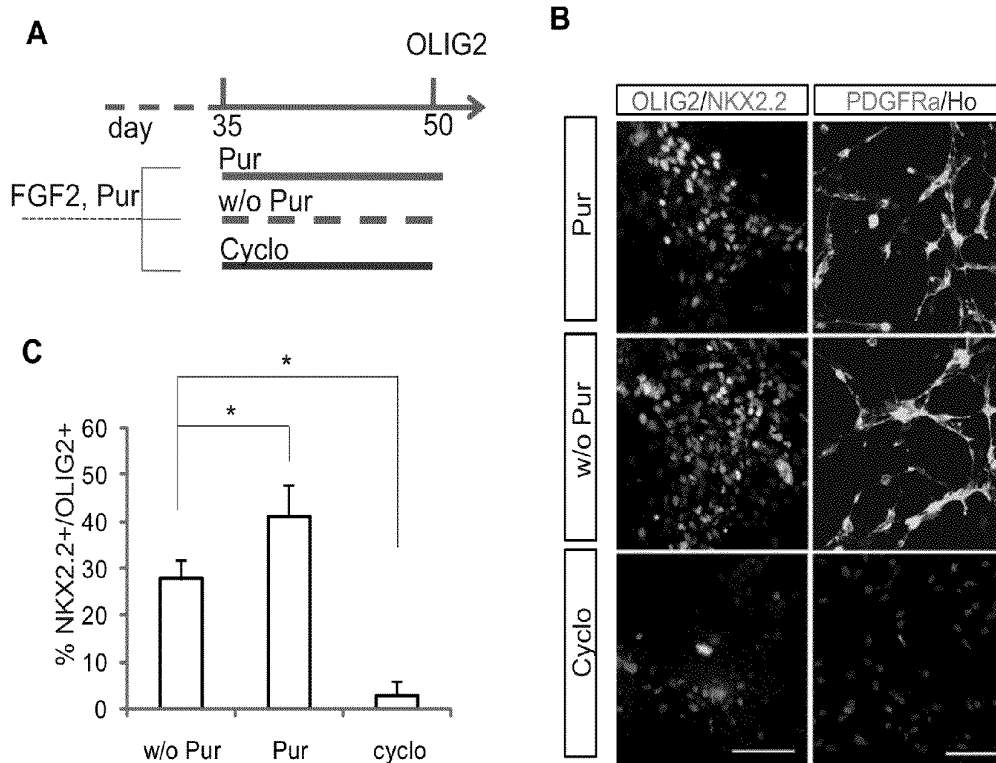 A
OLIG2
day
35
50
Pur
FGF2, Pur
w/o Pur
Cyclo
B
OLIG2/NKX2.2
PDGFRa/Ho
Pur
w/o Pur
Cyclo
C
*
*
% NKX2.2+/OLIG2+
60
50
40
30
20
10
0
w/o Pur
Pur
cyclo